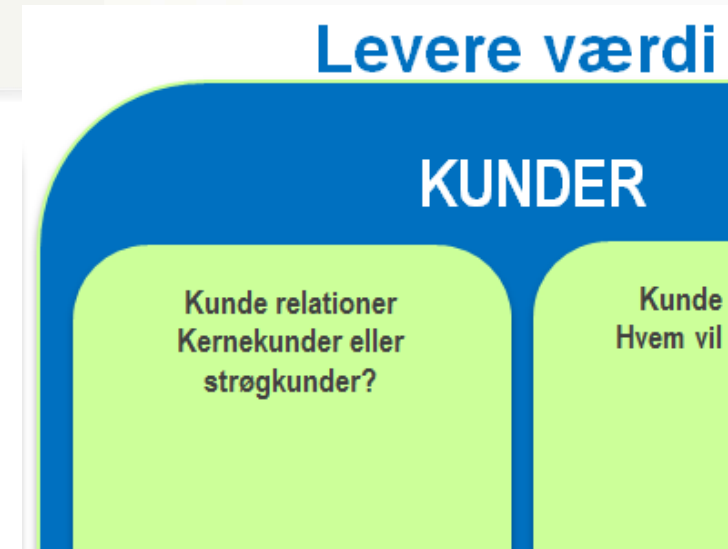 Levere værdi
KUNDER
Kunde relationer
Kernekunder eller
strøgkunder?
Kunde
Hvem vil